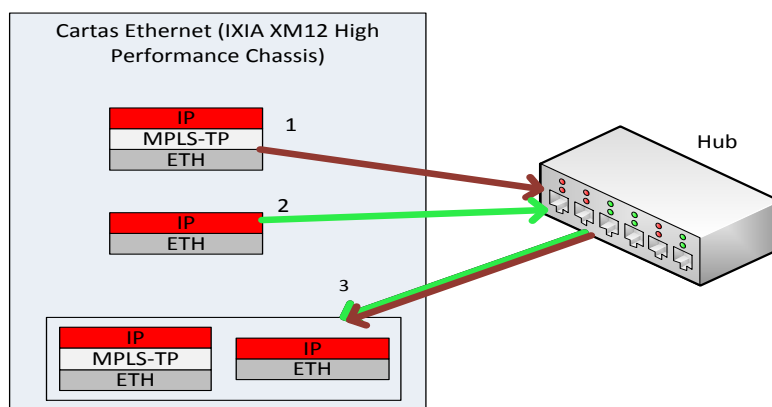 Cartas Ethernet (IXIA XM12 High
Performance Chassis)
IP
MPLS-TP
ETH
1
Hub
IP
ETH
2
3
IP
MPLS-TP
ETH
IP
ETH